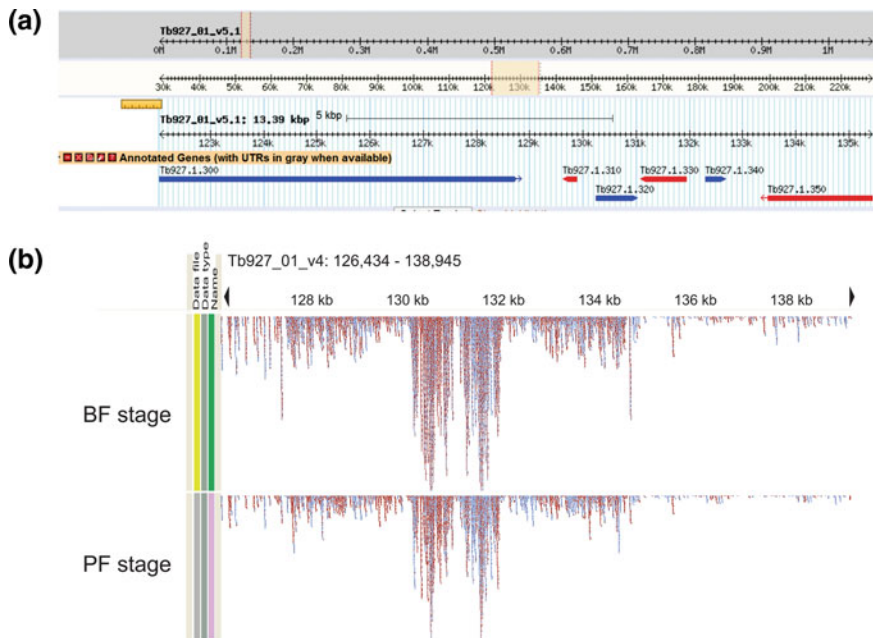 (a)
Tb927_01_v5.1
0M 0.1M 0.2M 0.3M 0.4M 0.5M 0.6M 0.7M 0.8M 0.9M 1M
30k 40k 50k 60k 70k 80k 90k 100k 110k 120k 130k 140k 150k 160k 170k 180k 190k 200k 210k 220k
Tb927_01_v5.1: 13.39 kbp 5 kbp
123k 124k 125k 126k 127k 128k 129k 130k 131k 132k 133k 134k 135k
Annotated Genes (with UTRs in gray when available)
Tb927.1.300 Tb927.1.310 Tb927.1.330 Tb927.1.340
Tb927.1.320 Tb927.1.350
(b)
Tb927_01_v4: 126,434 - 138,945
Data file
Data type
Name
128 kb 130 kb 132 kb 134 kb 136 kb 138 kb
BF stage
PF stage